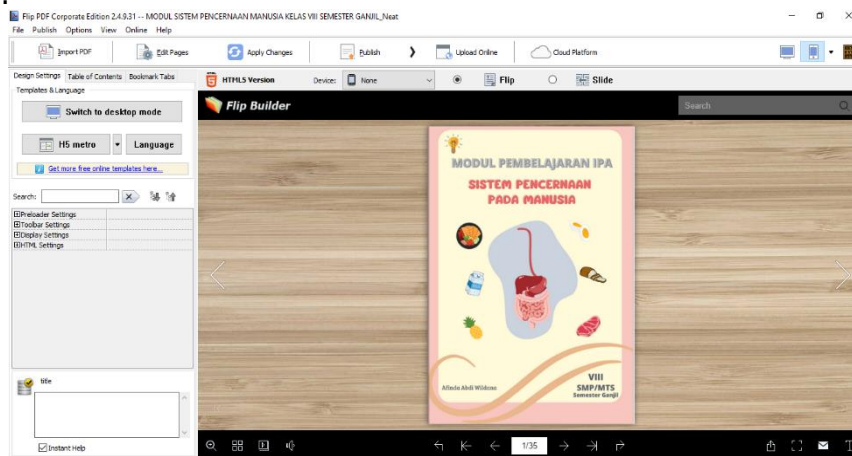 Flip PDF Corporate Edition 2.4.9.31 -- MODUL SISTEM PENCERNAAN MANUSIA KELAS VIII SEMESTER GANJIL_Neat
File Publish Options View Online Help
Import PDF Edit Pages Apply Changes Publish Upload Online Cloud Platform
Design Settings Table of Contents Bookmark Tabs
HTML5 Version Device: None Flip Slide
Templates & Language
Switch to desktop mode
Flip Builder
Search
H5 metro Language
Get more free online templates here...
Search:
Preloader Settings
Toolbar Settings
Display Settings
HTML Settings
MODUL PEMBELAJARAN IPA
SISTEM PENCERNAAN
PADA MANUSIA
VIII
SMP/MTS
Semester Ganjil
title
Instant Help
1/35